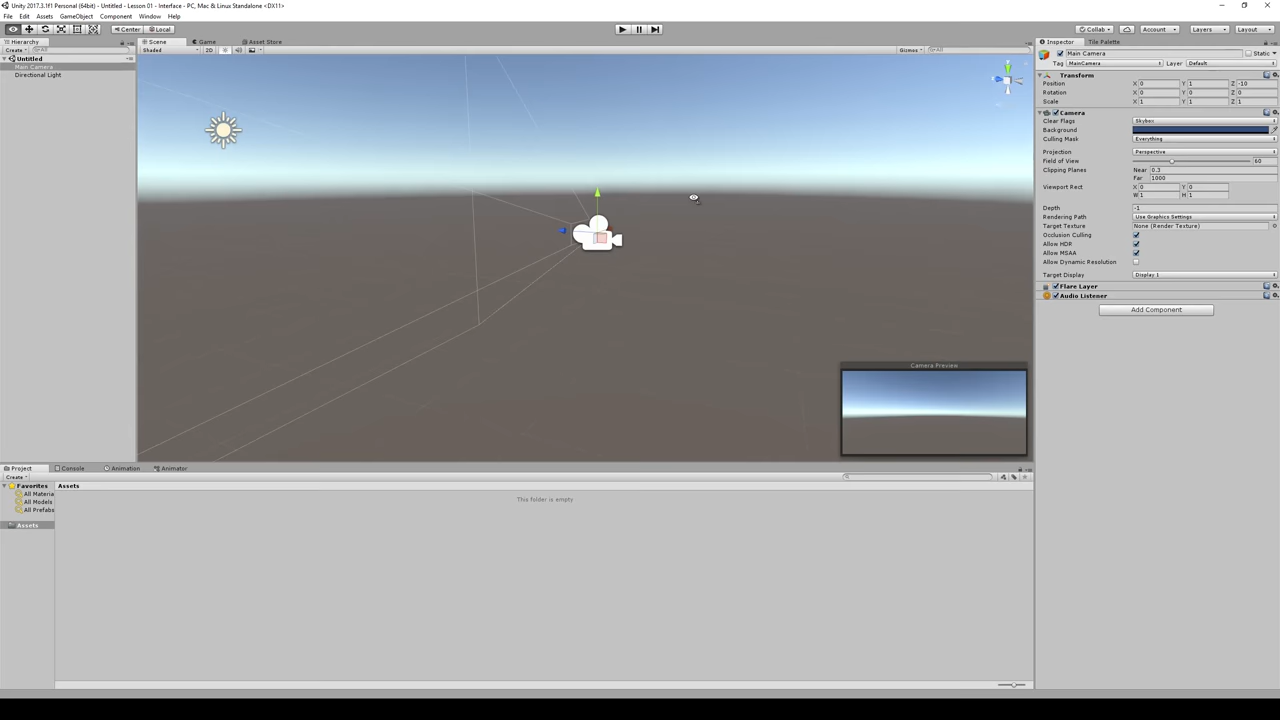 Unity 2017.3.1f1 Personal (64bit) - Untitled - Lesson 01 - Interface - PC, Mac & Linux Standalone <DX11>
File Edit Assets GameObject Component Window Help
Center Local Collab Account Layers Layout
Hierarchy
Create All
Untitled
Main Camera
Directional Light
Scene Game Asset Store
Shaded 2D Gizmos All
Camera Preview
Inspector Tile Palette
Main Camera Static
Tag MainCamera Layer Default
Transform
Position X 0 Y 1 Z -10
Rotation X 0 Y 0 Z 0
Scale X 1 Y 1 Z 1
Camera
Clear Flags Skybox
Background
Culling Mask Everything
Projection Perspective
Field of View 60
Clipping Planes Near 0.3
Far 1000
Viewport Rect X 0 Y 0
W 1 H 1
Depth -1
Rendering Path Use Graphics Settings
Target Texture None (Render Texture)
Occlusion Culling
Allow HDR
Allow MSAA
Allow Dynamic Resolution
Target Display Display 1
Flare Layer
Audio Listener
Add Component
Project Console Animation Animator
Create
Favorites
All Materia
All Models
All Prefabs
Assets
Assets
This folder is empty